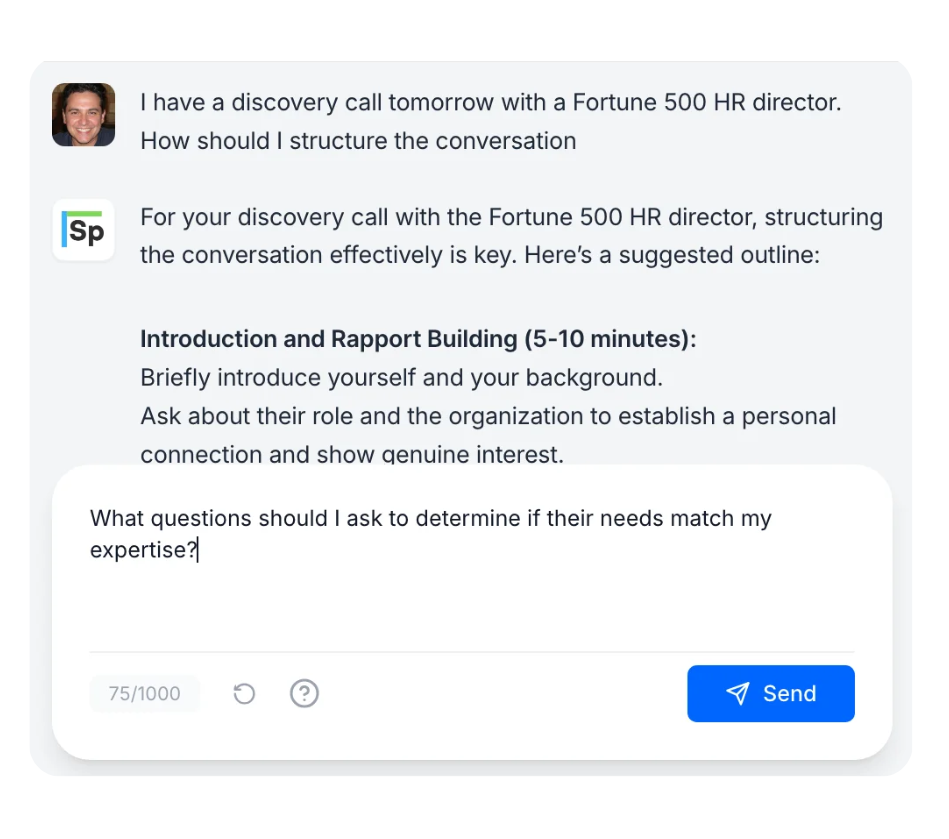 I have a discovery call tomorrow with a Fortune 500 HR director.
How should I structure the conversation
Sp
For your discovery call with the Fortune 500 HR director, structuring
the conversation effectively is key. Here’s a suggested outline:
Introduction and Rapport Building (5-10 minutes):
Briefly introduce yourself and your background.
Ask about their role and the organization to establish a personal
connection and show genuine interest.
What questions should I ask to determine if their needs match my
expertise?
75/1000
Send